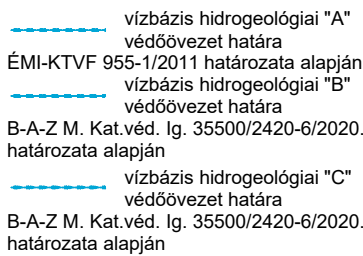 vízbázis hidrogeológiai "A"
védőövezet határa
ÉMI-KTVF 955-1/2011 határozata alapján
vízbázis hidrogeológiai "B"
védőövezet határa
B-A-Z M. Kat.véd. Ig. 35500/2420-6/2020.
határozata alapján
vízbázis hidrogeológiai "C"
védőövezet határa
B-A-Z M. Kat.véd. Ig. 35500/2420-6/2020.
határozata alapján